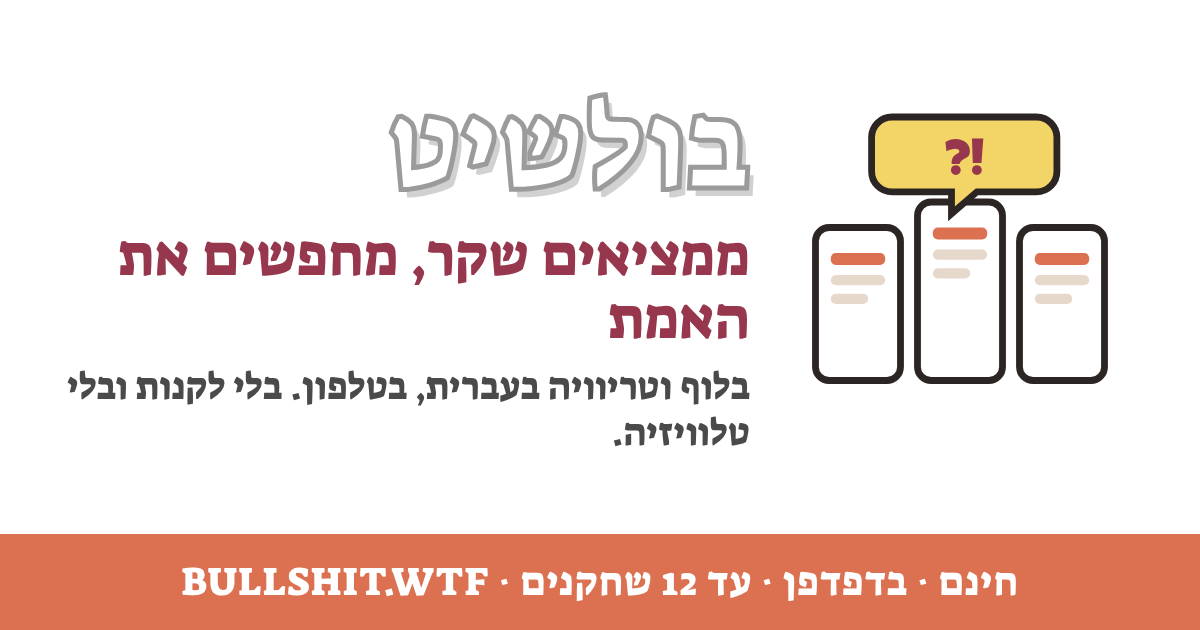 בולשיט
?!
ממציאים שקר, מחפשים את
האמת
בלוף וטריוויה בעברית, בטלפון. בלי לקנות ובלי
טלוויזיה.
חינם · בדפדפן · עד 12 שחקנים · BULLSHIT.WTF